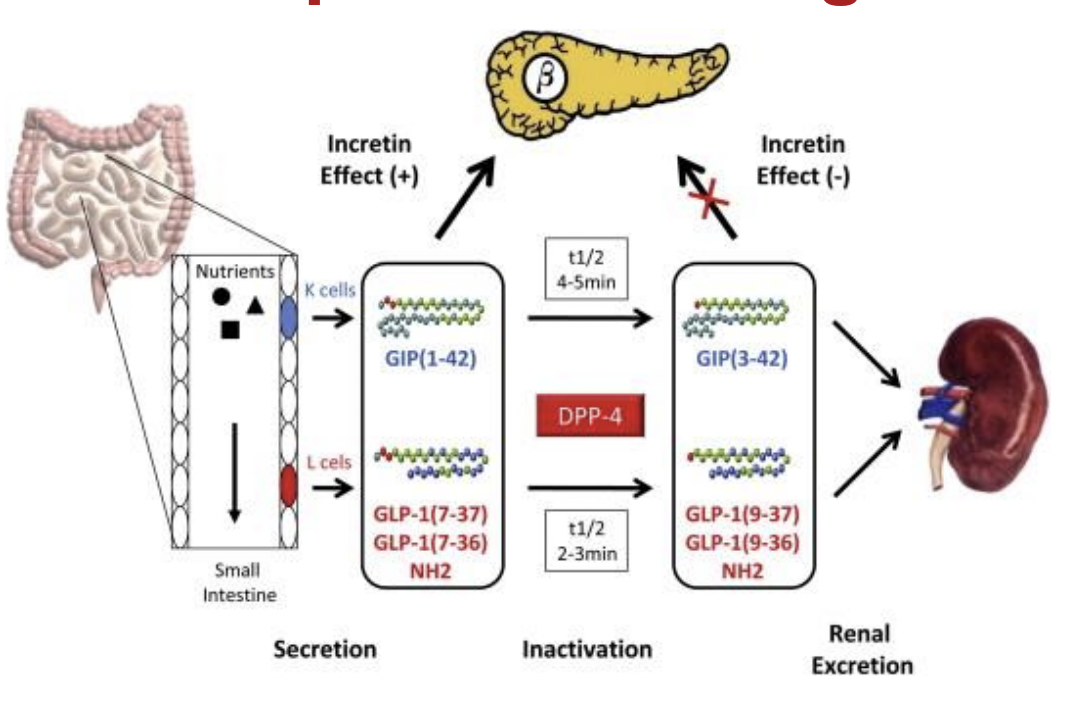 β
Incretin
Effect (+)
Incretin
Effect (-)
Nutrients
K cells
t1/2
4-5min
GIP(1-42)
GIP(3-42)
DPP-4
L cels
GLP-1(7-37)
GLP-1(7-36)
NH2
t1/2
2-3min
GLP-1(9-37)
GLP-1(9-36)
NH2
Small
Intestine
Secretion
Inactivation
Renal
Excretion